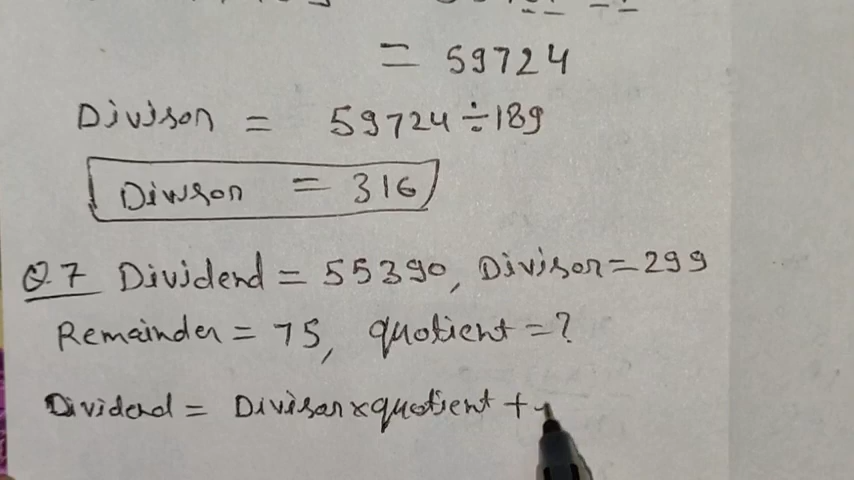 = 59724
Divison = 59724÷189
Divison = 316
Q.7 Dividend = 55390, Divisor = 299
Remainder = 75, quotient = ?
Dividend = Divisor×quotient +